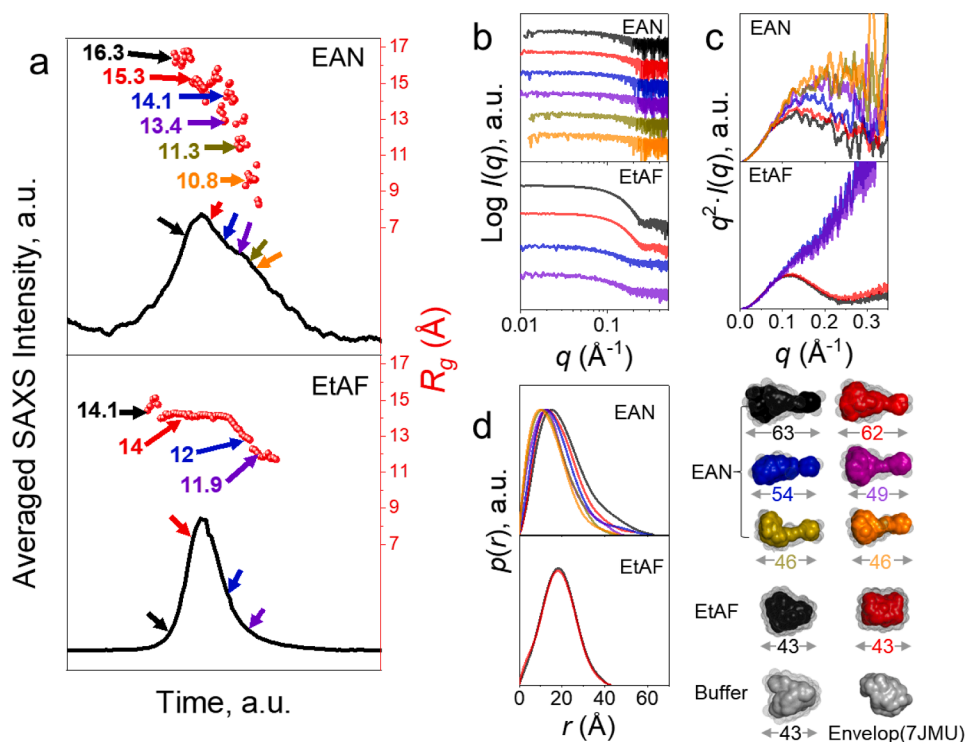 a
EAN
16.3
15.3
14.1
13.4
11.3
10.8
17
15
13
11
9
7
Averaged SAXS Intensity, a.u.
Rg (Å)
EtAF
14.1
14
12
11.9
17
15
13
11
9
7
Time, a.u.
b
EAN
EtAF
Log I(q), a.u.
0.01
0.1
q (Å⁻¹)
c
EAN
EtAF
q²·I(q), a.u.
0.0
0.1
0.2
0.3
q (Å⁻¹)
d
EAN
EtAF
p(r), a.u.
0
20
40
60
r (Å)
63
62
EAN
54
49
46
46
EtAF
43
43
Buffer
43
Envelop(7JMU)